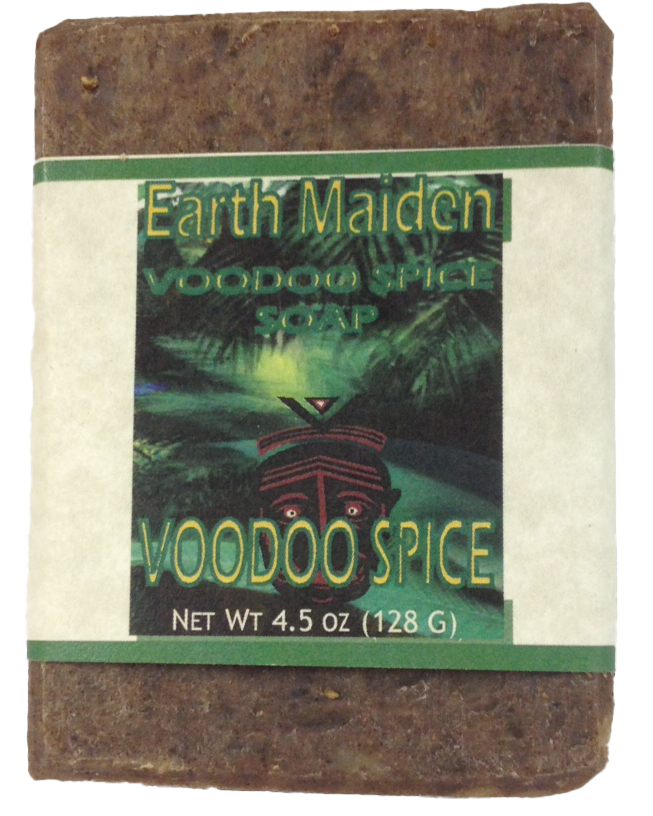 Earth Maiden
VOODOO SPICE
SOAP
VOODOO SPICE
NET WT 4.5 OZ (128 G)